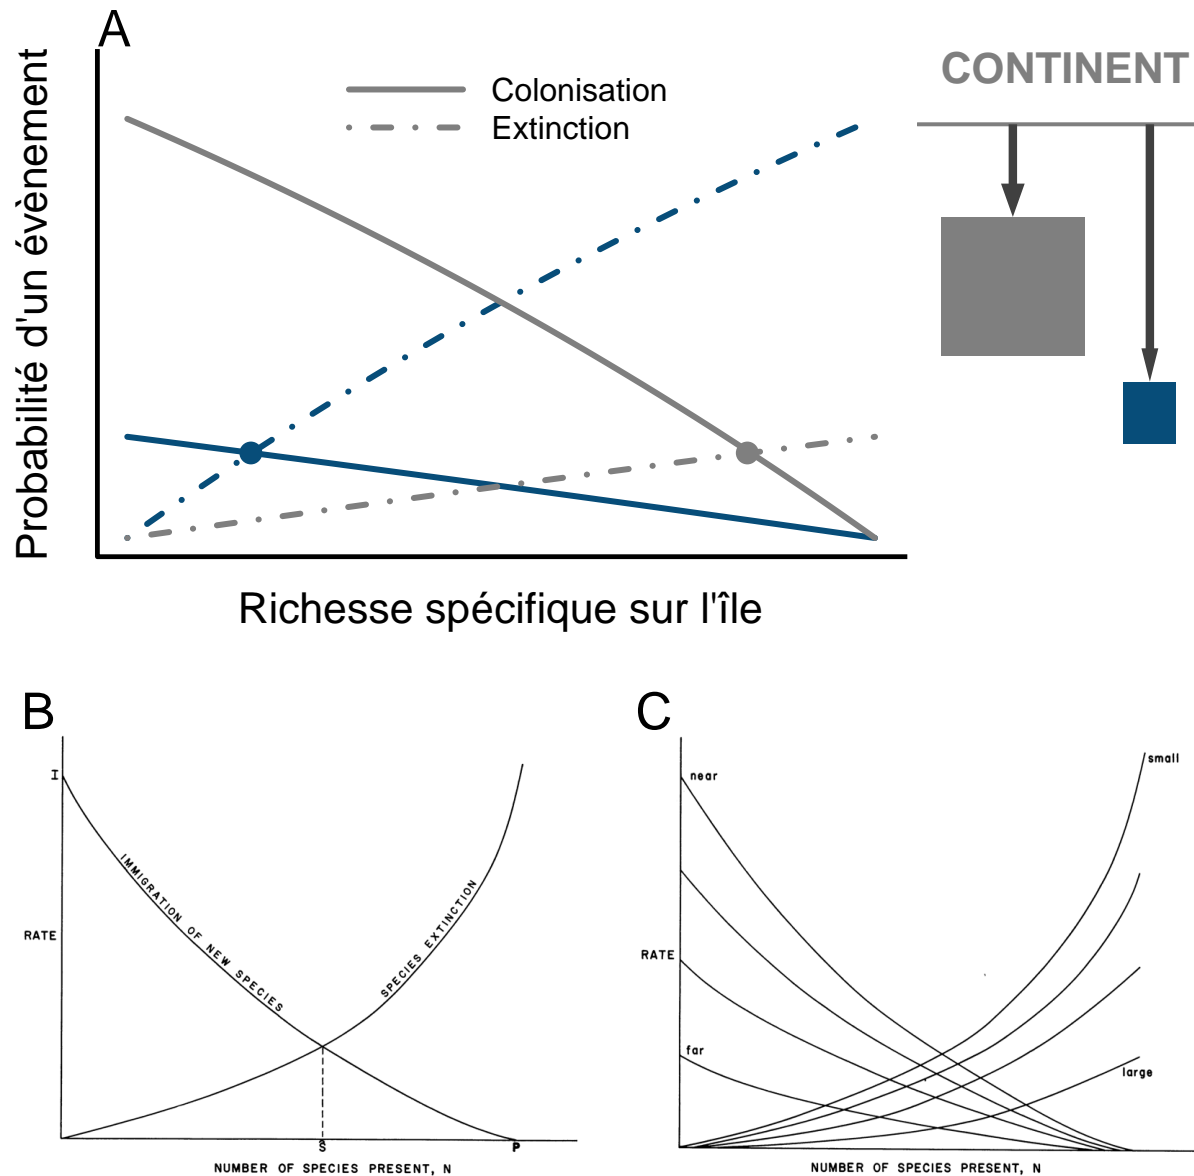 A
Probabilité d'un évènement
Colonisation
Extinction
Richesse spécifique sur l'île
CONTINENT
B
I
RATE
IMMIGRATION OF NEW SPECIES
SPECIES EXTINCTION
Ŝ
P
NUMBER OF SPECIES PRESENT, N
C
near
RATE
far
small
large
NUMBER OF SPECIES PRESENT, N